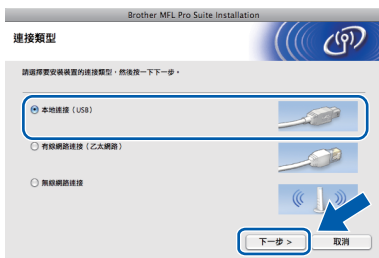 Brother MFL Pro Suite Installation
連接類型
請選擇要安裝裝置的連接類型，然後按一下下一步。
本地連接（USB）
有線網路連接（乙太網路）
無線網路連接
下一步 >
取消